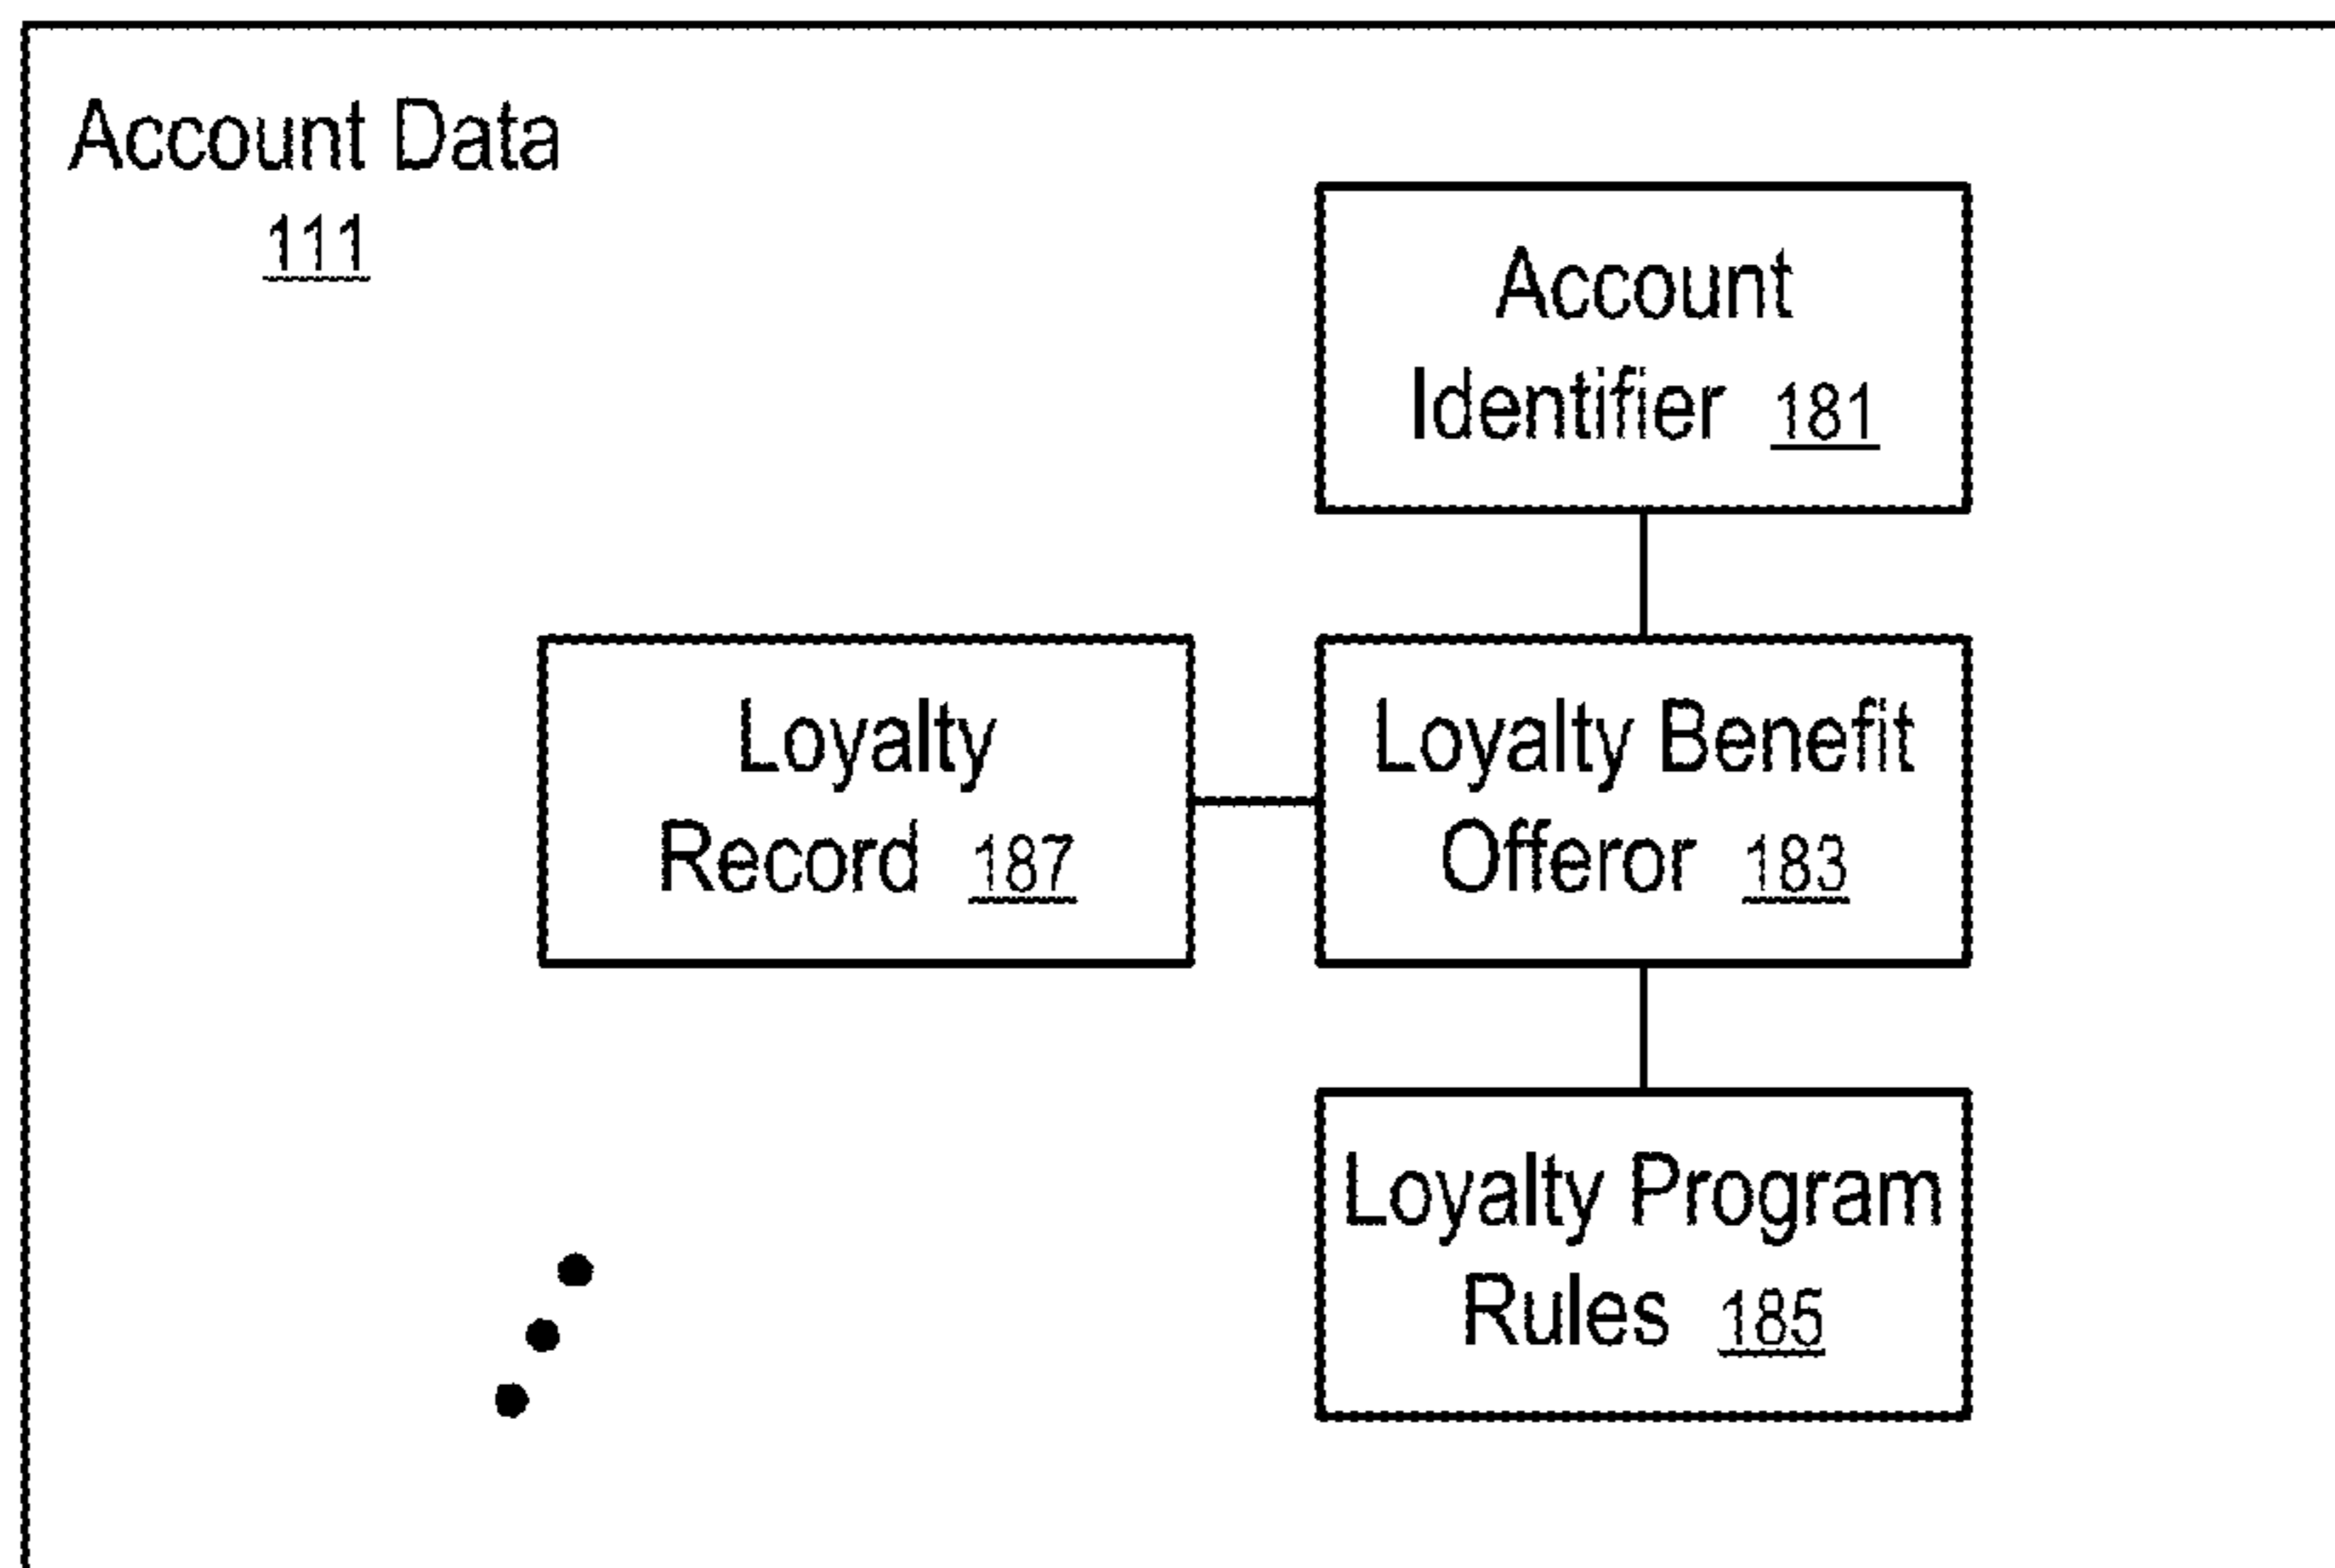 Account Data
111
Account
Identifier 181
Loyalty
Record 187
Loyalty Benefit
Offeror 183
Loyalty Program
Rules 185